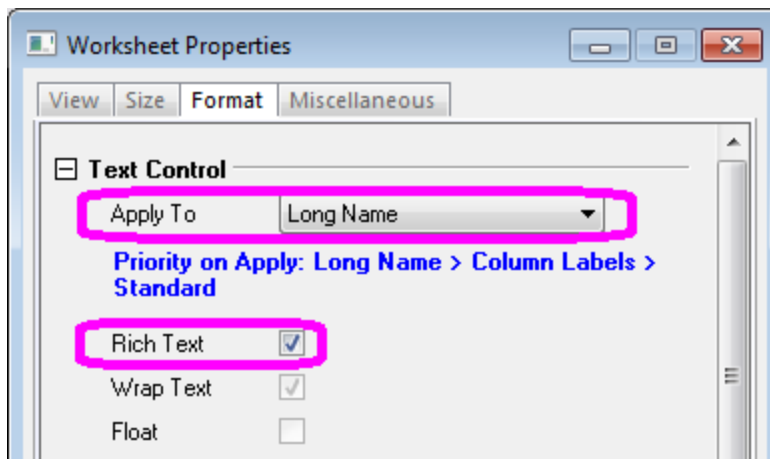 Worksheet Properties
View Size Format Miscellaneous
Text Control
Apply To Long Name
Priority on Apply: Long Name > Column Labels >
Standard
Rich Text
Wrap Text
Float